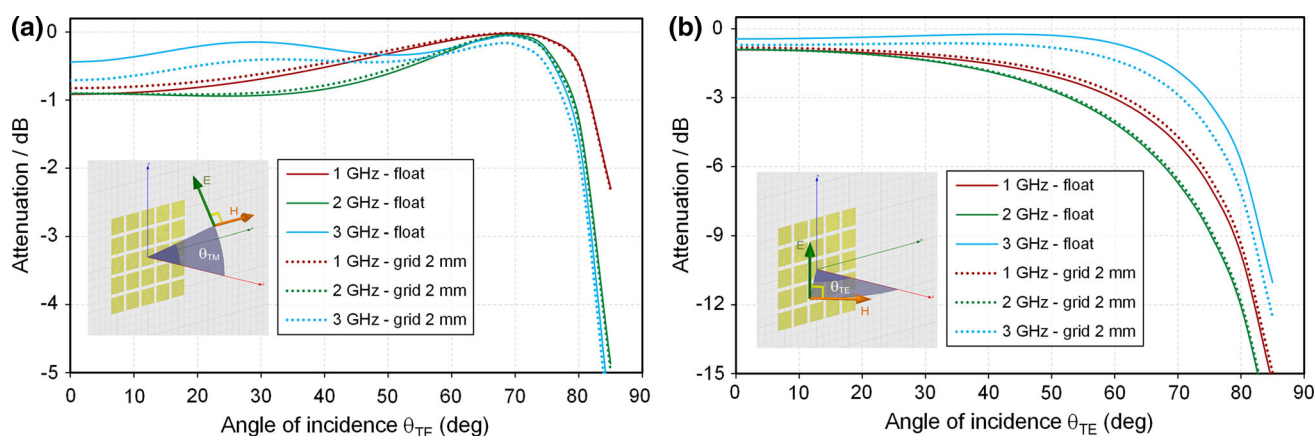 (a)
0
-1
-2
-3
-4
-5
Attenuation / dB
E
H
θTM
1 GHz - float
2 GHz - float
3 GHz - float
1 GHz - grid 2 mm
2 GHz - grid 2 mm
3 GHz - grid 2 mm
0 10 20 30 40 50 60 70 80 90
Angle of incidence θTE (deg)
(b)
0
-3
-6
-9
-12
-15
Attenuation / dB
E
θTE
H
1 GHz - float
2 GHz - float
3 GHz - float
1 GHz - grid 2 mm
2 GHz - grid 2 mm
3 GHz - grid 2 mm
0 10 20 30 40 50 60 70 80 90
Angle of incidence θTE (deg)